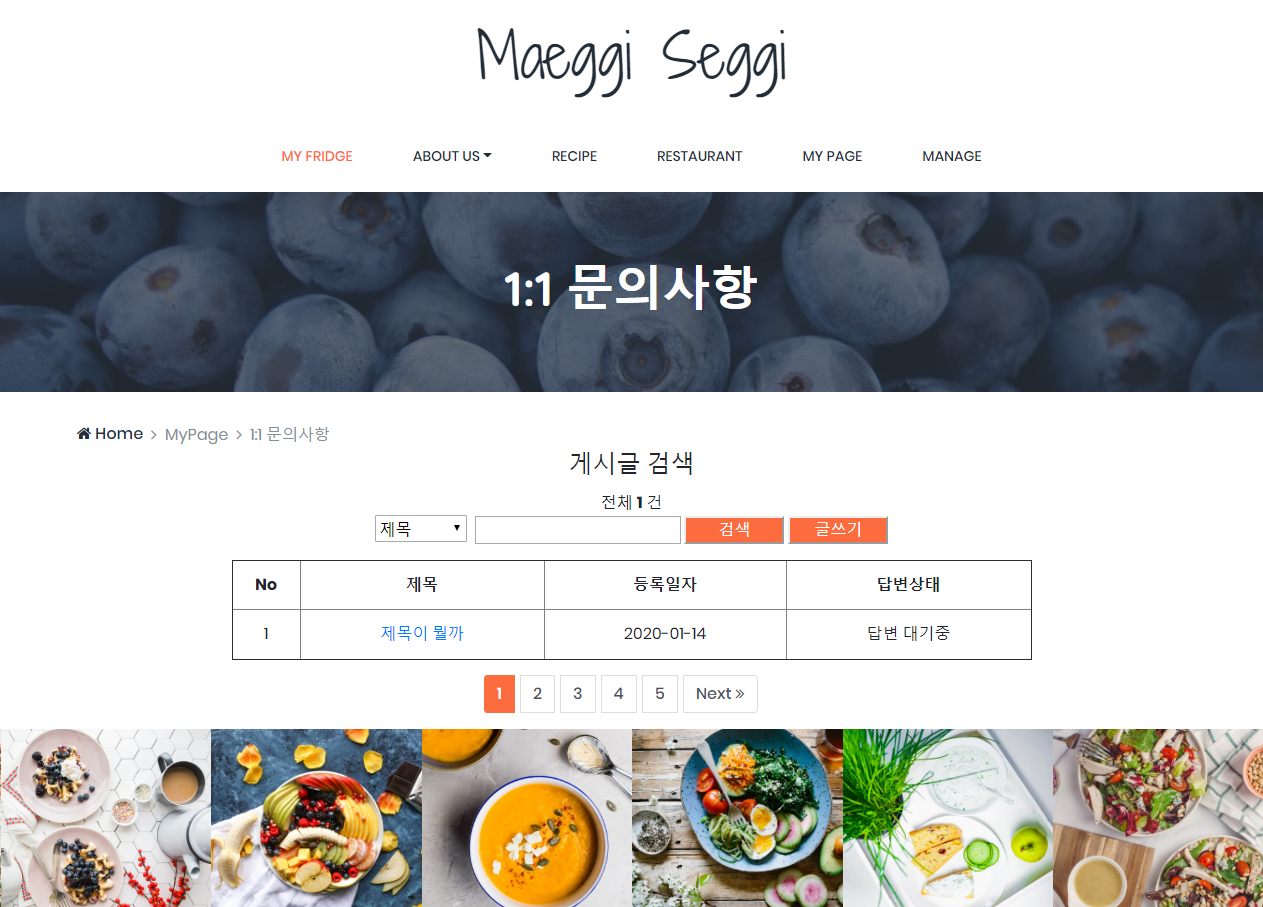 Maeggi Seggi
MY FRIDGE ABOUT US RECIPE RESTAURANT MY PAGE MANAGE
1:1 문의사항
Home > MyPage > 1:1 문의사항
게시글 검색
전체 1 건
제목 검색 글쓰기
No 제목 등록일자 답변상태
1 제목이 뭘까 2020-01-14 답변 대기중
1 2 3 4 5 Next »